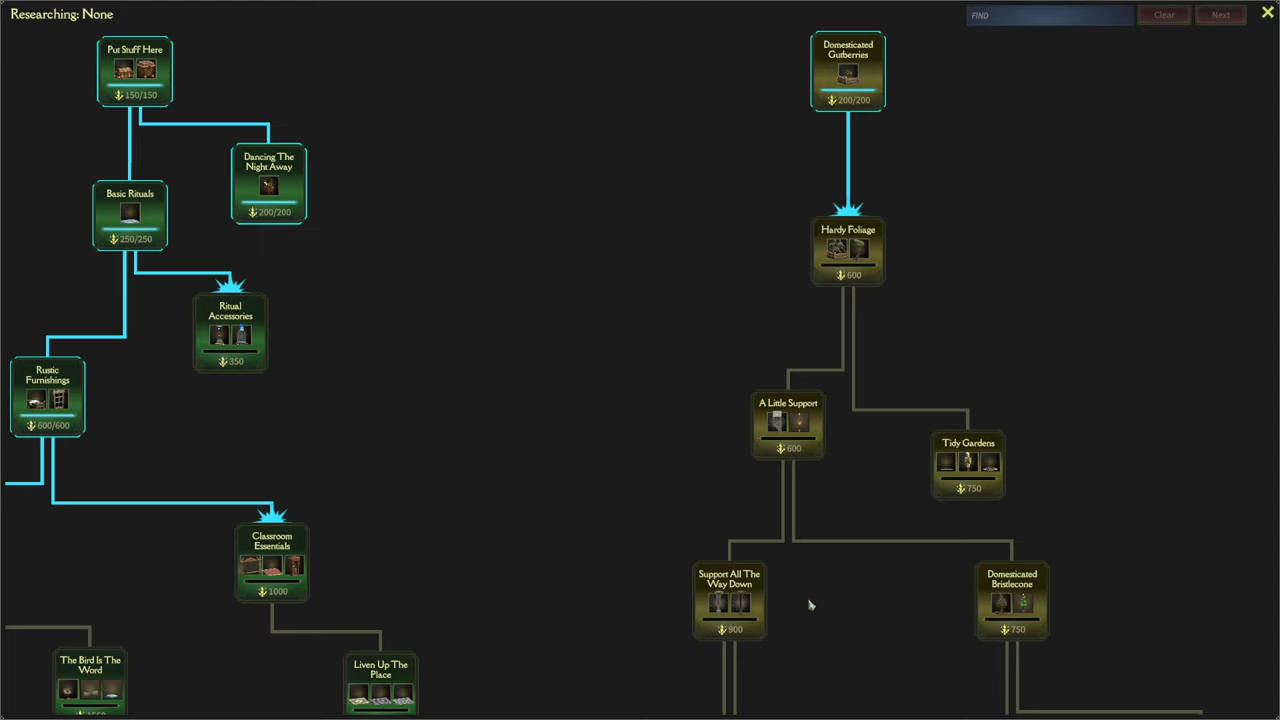 Researching: None
FIND
Clear
Next
Put Stuff Here
150/150
Domesticated
Gutberries
200/200
Dancing The
Night Away
200/200
Basic Rituals
250/250
Hardy Foliage
600
Ritual
Accessories
350
Rustic
Furnishings
600/600
A Little Support
600
Tidy Gardens
750
Classroom
Essentials
1000
Support All The
Way Down
900
Domesticated
Bristlecone
750
The Bird Is The
Word
Liven Up The
Place